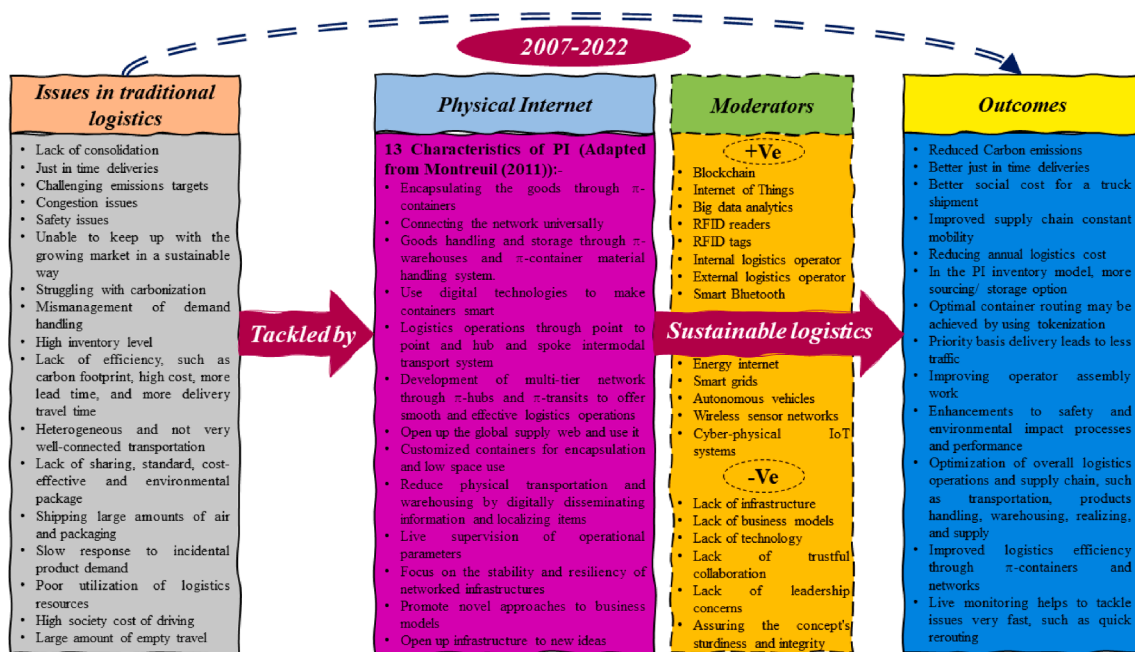 2007-2022
Issues in traditional
logistics
• Lack of consolidation
• Just in time deliveries
• Challenging emissions targets
• Congestion issues
• Safety issues
• Unable to keep up with the
growing market in a sustainable
way
• Struggling with carbonization
• Mismanagement of demand
handling
• High inventory level
• Lack of efficiency, such as
carbon footprint, high cost, more
lead time, and more delivery
travel time
• Heterogeneous and not very
well-connected transportation
• Lack of sharing, standard, cost-
effective and environmental
package
• Shipping large amounts of air
and packaging
• Slow response to incidental
product demand
• Poor utilization of logistics
resources
• High society cost of driving
• Large amount of empty travel
Tackled by
Physical Internet
13 Characteristics of PI (Adapted
from Montreuil (2011)):-
• Encapsulating the goods through π-
containers
• Connecting the network universally
• Goods handling and storage through π-
warehouses and π-container material
handling system.
• Use digital technologies to make
containers smart
• Logistics operations through point to
point and hub and spoke intermodal
transport system
• Development of multi-tier network
through π-hubs and π-transits to offer
smooth and effective logistics operations
• Open up the global supply web and use it
• Customized containers for encapsulation
and low space use
• Reduce physical transportation and
warehousing by digitally disseminating
information and localizing items
• Live supervision of operational
parameters
• Focus on the stability and resiliency of
networked infrastructures
• Promote novel approaches to business
models
• Open up infrastructure to new ideas
Moderators
+Ve
• Blockchain
• Internet of Things
• Big data analytics
• RFID readers
• RFID tags
• Internal logistics operator
• External logistics operator
• Smart Bluetooth
Sustainable logistics
• Energy internet
• Smart grids
• Autonomous vehicles
• Wireless sensor networks
• Cyber-physical IoT
systems
-Ve
• Lack of infrastructure
• Lack of business models
• Lack of technology
• Lack of trustful
collaboration
• Lack of leadership
concerns
• Assuring the concept's
sturdiness and integrity
Outcomes
• Reduced Carbon emissions
• Better just in time deliveries
• Better social cost for a truck
shipment
• Improved supply chain constant
mobility
• Reducing annual logistics cost
• In the PI inventory model, more
sourcing/ storage option
• Optimal container routing may be
achieved by using tokenization
• Priority basis delivery leads to less
traffic
• Improving operator assembly
work
• Enhancements to safety and
environmental impact processes
and performance
• Optimization of overall logistics
operations and supply chain, such
as transportation, products
handling, warehousing, realizing,
and supply
• Improved logistics efficiency
through π-containers and
networks
• Live monitoring helps to tackle
issues very fast, such as quick
rerouting